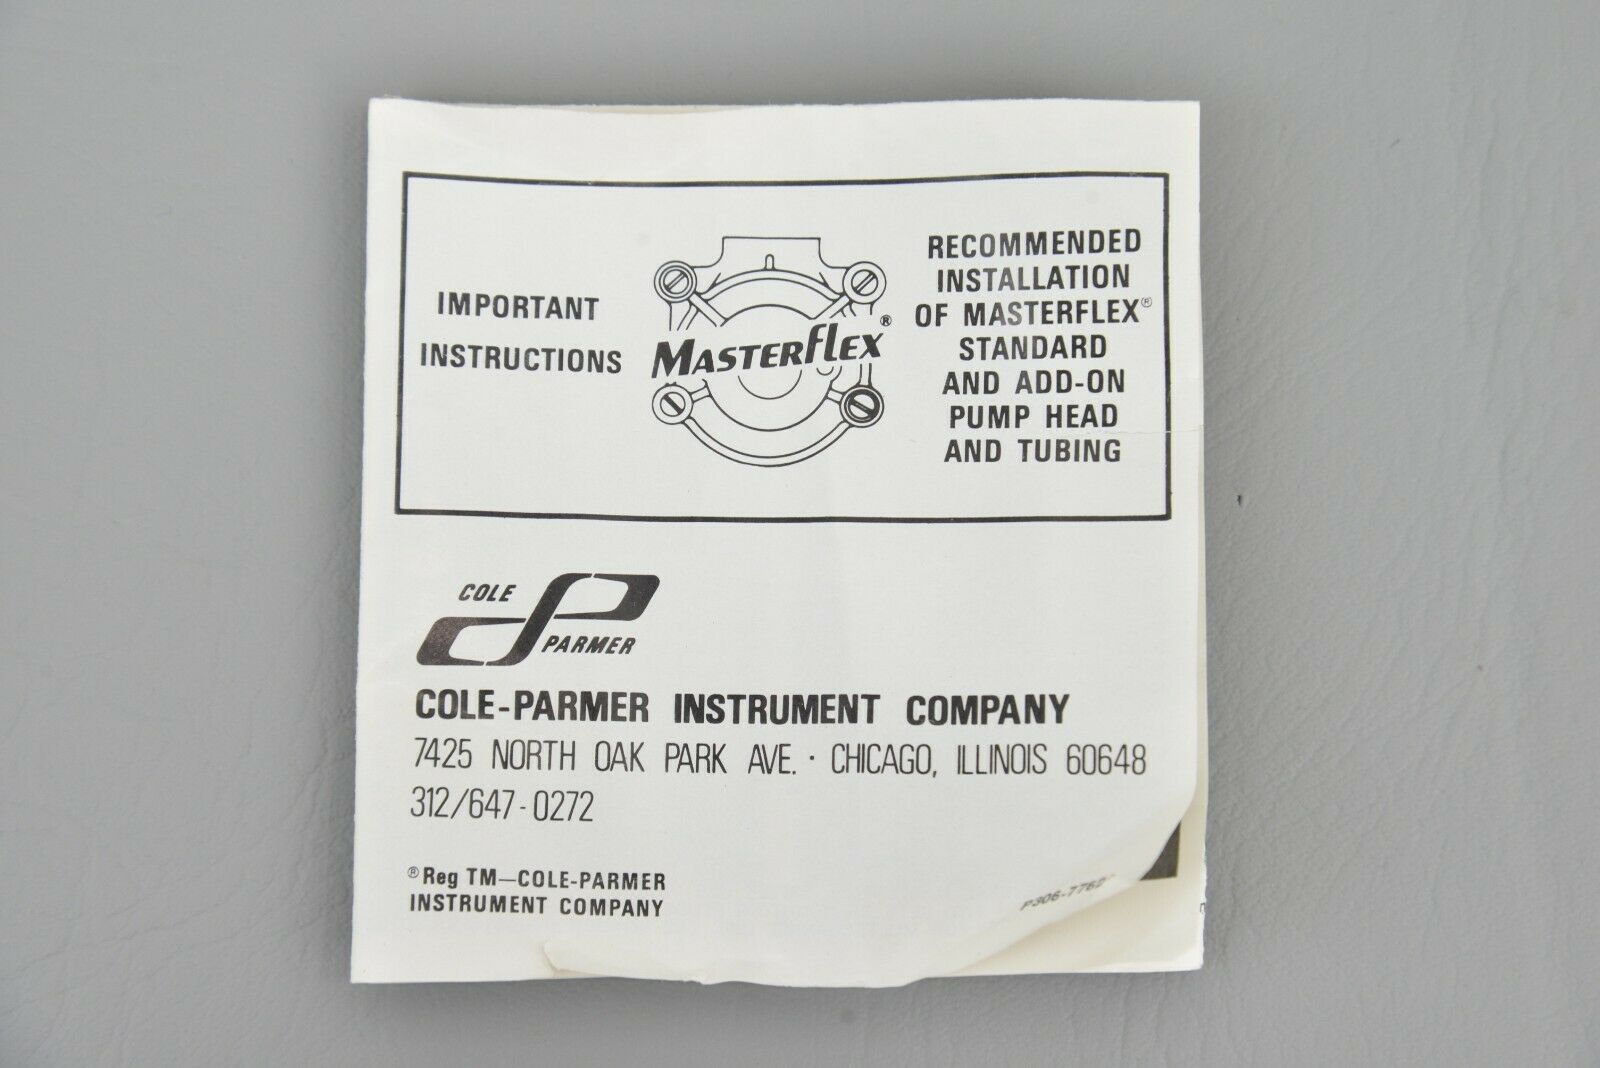 IMPORTANT
INSTRUCTIONS
MASTERFLEX®
RECOMMENDED
INSTALLATION
OF MASTERFLEX®
STANDARD
AND ADD-ON
PUMP HEAD
AND TUBING
COLE
PARMER
COLE-PARMER INSTRUMENT COMPANY
7425 NORTH OAK PARK AVE. · CHICAGO, ILLINOIS 60648
312/647-0272
®Reg TM—COLE-PARMER
INSTRUMENT COMPANY